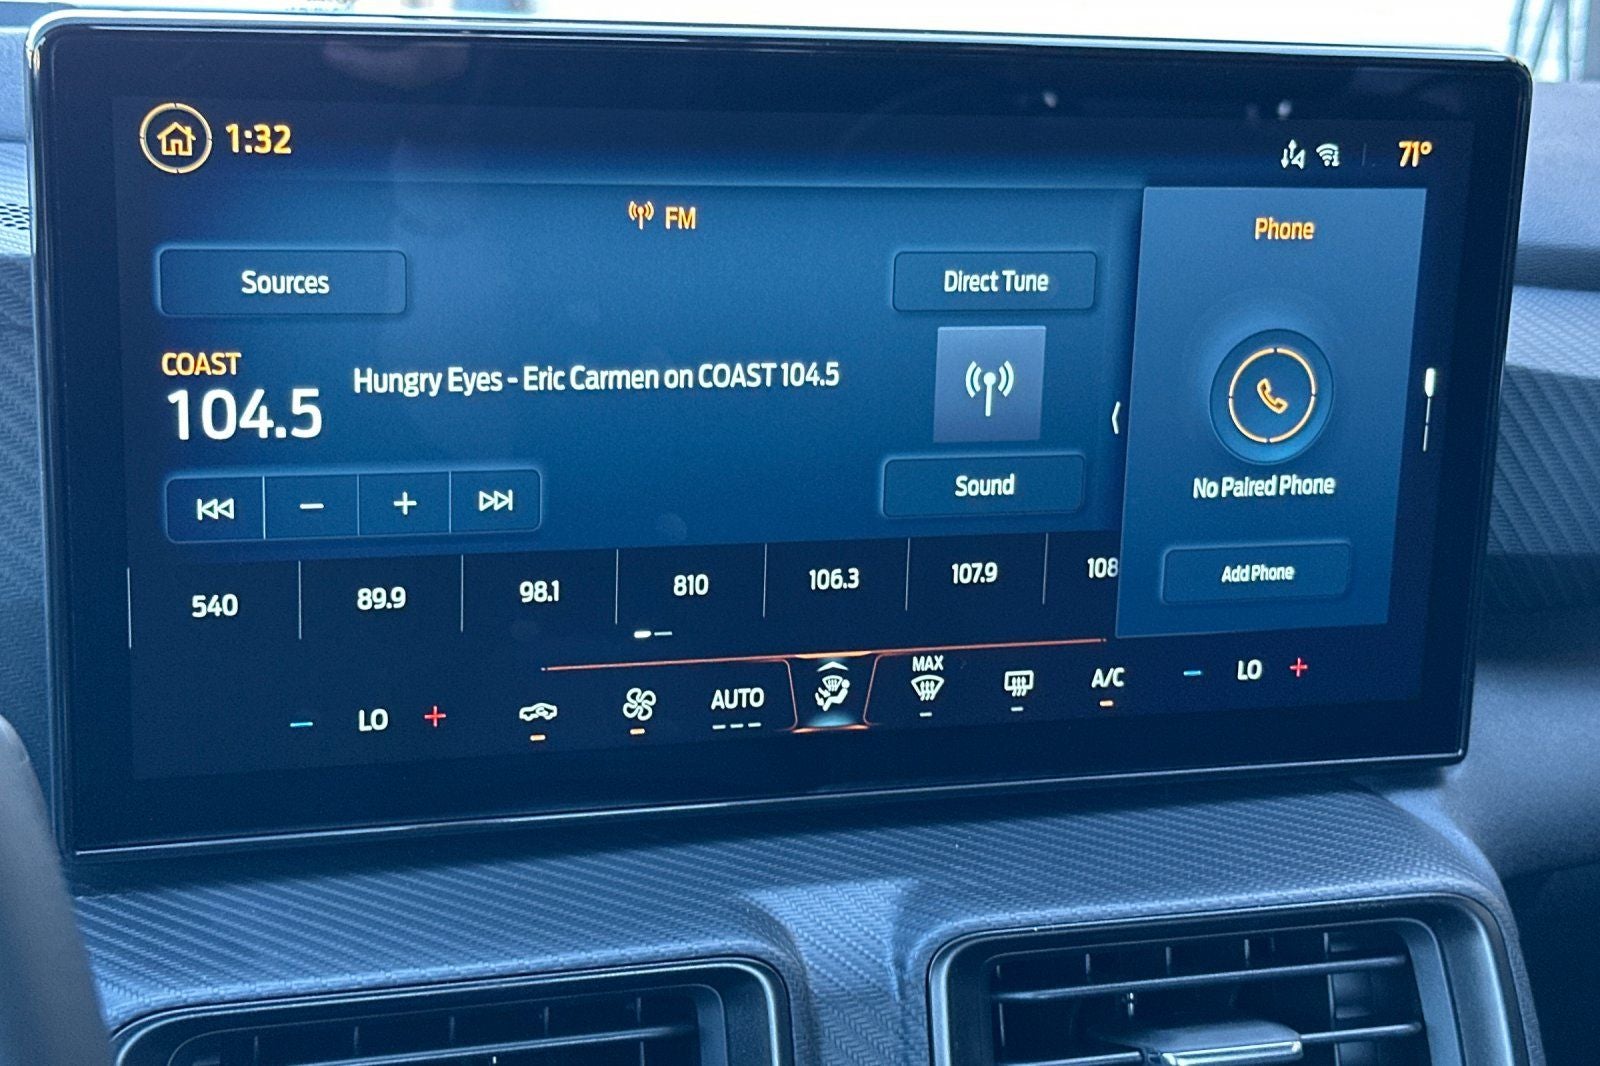 1:32
71°
FM
Phone
Sources
Direct Tune
COAST
104.5
Hungry Eyes - Eric Carmen on COAST 104.5
No Paired Phone
Sound
Add Phone
540
89.9
98.1
810
106.3
107.9
108
LO
AUTO
MAX
A/C
LO